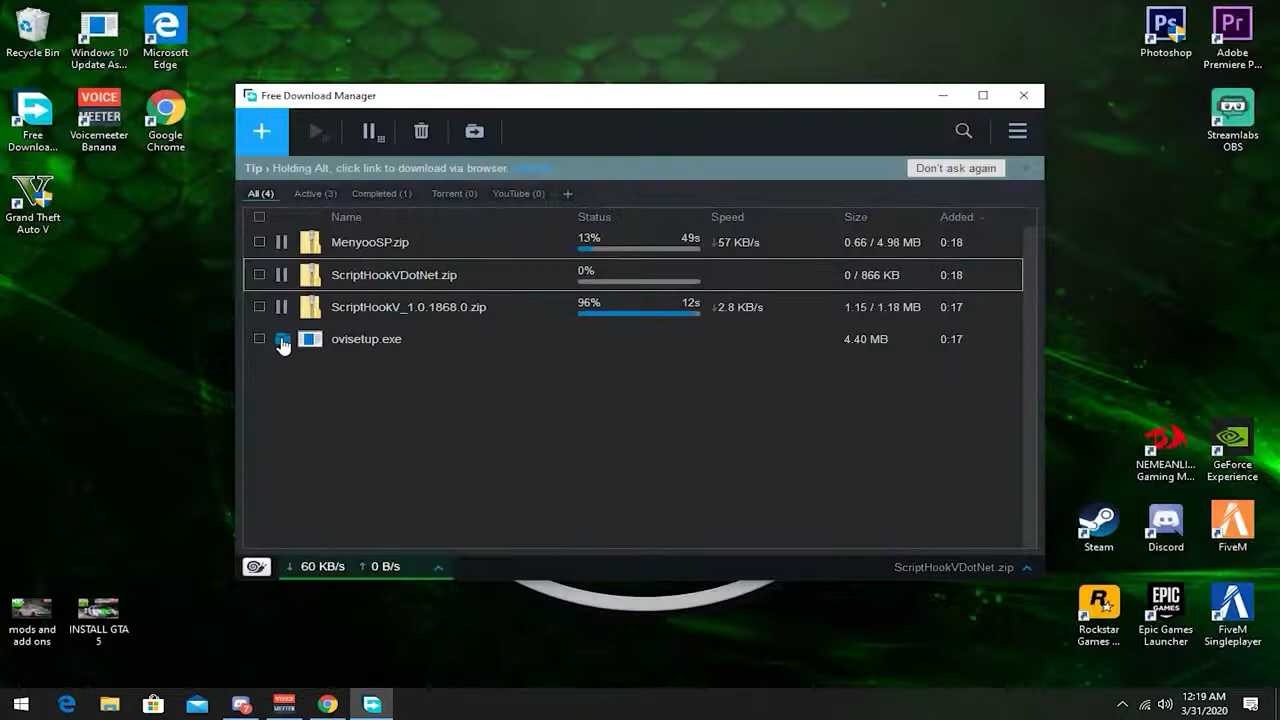 Recycle Bin
Windows 10
Update As...
Microsoft
Edge
Free
Downloa...
VOICE
MEETER
Voicemeeter
Banana
Google
Chrome
Grand Theft
Auto V
Ps
Photoshop
Pr
Adobe
Premiere P...
Streamlabs
OBS
Free Download Manager
Tip › Holding Alt, click link to download via browser.
Don't ask again
All (4)
Active (3)
Completed (1)
Torrent (0)
YouTube (0)
+
Name
Status
Speed
Size
Added
MenyooSP.zip
13%
49s
↓57 KB/s
0.66 / 4.98 MB
0:18
ScriptHookVDotNet.zip
0%
0 / 866 KB
0:18
ScriptHookV_1.0.1868.0.zip
96%
12s
↓2.8 KB/s
1.15 / 1.18 MB
0:17
ovisetup.exe
4.40 MB
0:17
↓ 60 KB/s
↑ 0 B/s
ScriptHookVDotNet.zip
NEMEANLI...
Gaming M...
GeForce
Experience
Steam
Discord
FiveM
Rockstar
Games
EPIC
GAMES
Epic Games
Launcher
FiveM
Singleplayer
mods and
add ons
INSTALL GTA
5
VOICE
MEETER
12:19 AM
3/31/2020